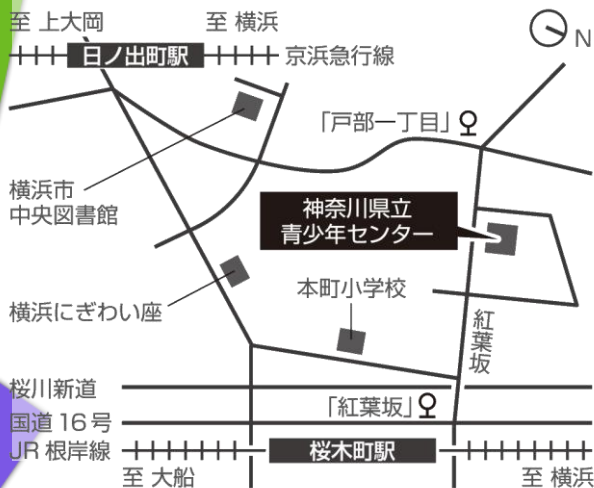 至 上大岡
至 横浜
N
日ノ出町駅
京浜急行線
「戸部一丁目」
横浜市
中央図書館
神奈川県立
青少年センター
横浜にぎわい座
本町小学校
紅葉坂
桜川新道
「紅葉坂」
国道16号
JR根岸線
桜木町駅
至 大船
至 横浜